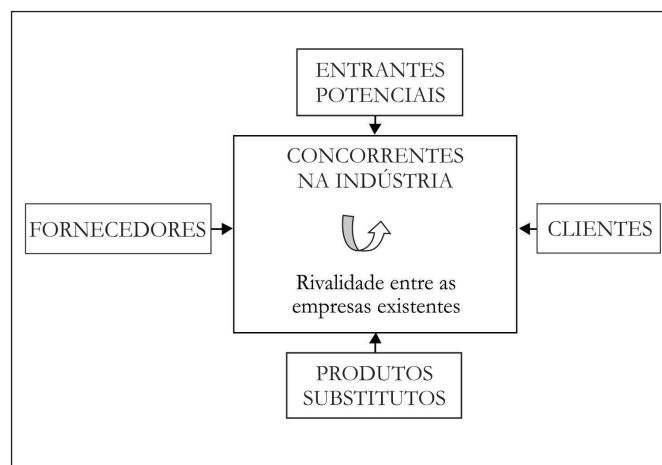 ENTRANTES
POTENCIAIS
CONCORRENTES
NA INDÚSTRIA
FORNECEDORES
CLIENTES
Rivalidade entre as
empresas existentes
PRODUTOS
SUBSTITUTOS